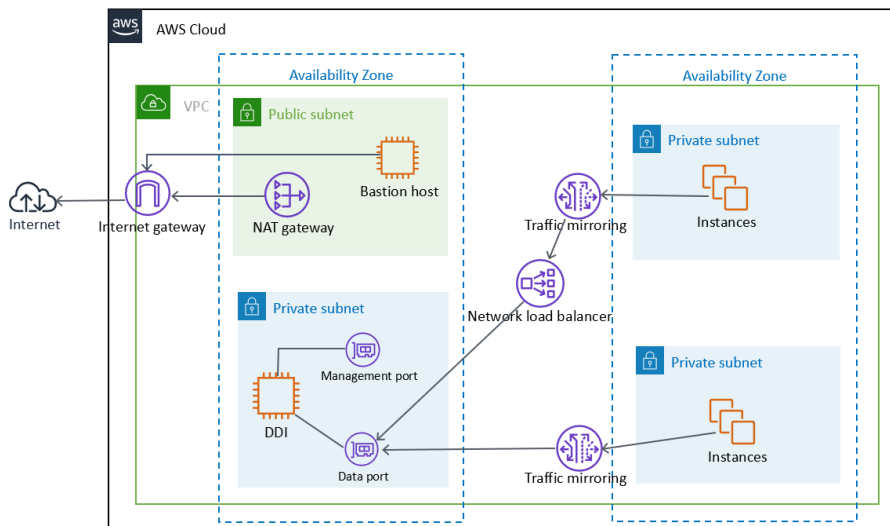 aws
AWS Cloud
Availability Zone
Availability Zone
VPC
Public subnet
Private subnet
Bastion host
Internet
Internet gateway
NAT gateway
Traffic mirroring
Instances
Network load balancer
Private subnet
Management port
Private subnet
DDI
Data port
Traffic mirroring
Instances